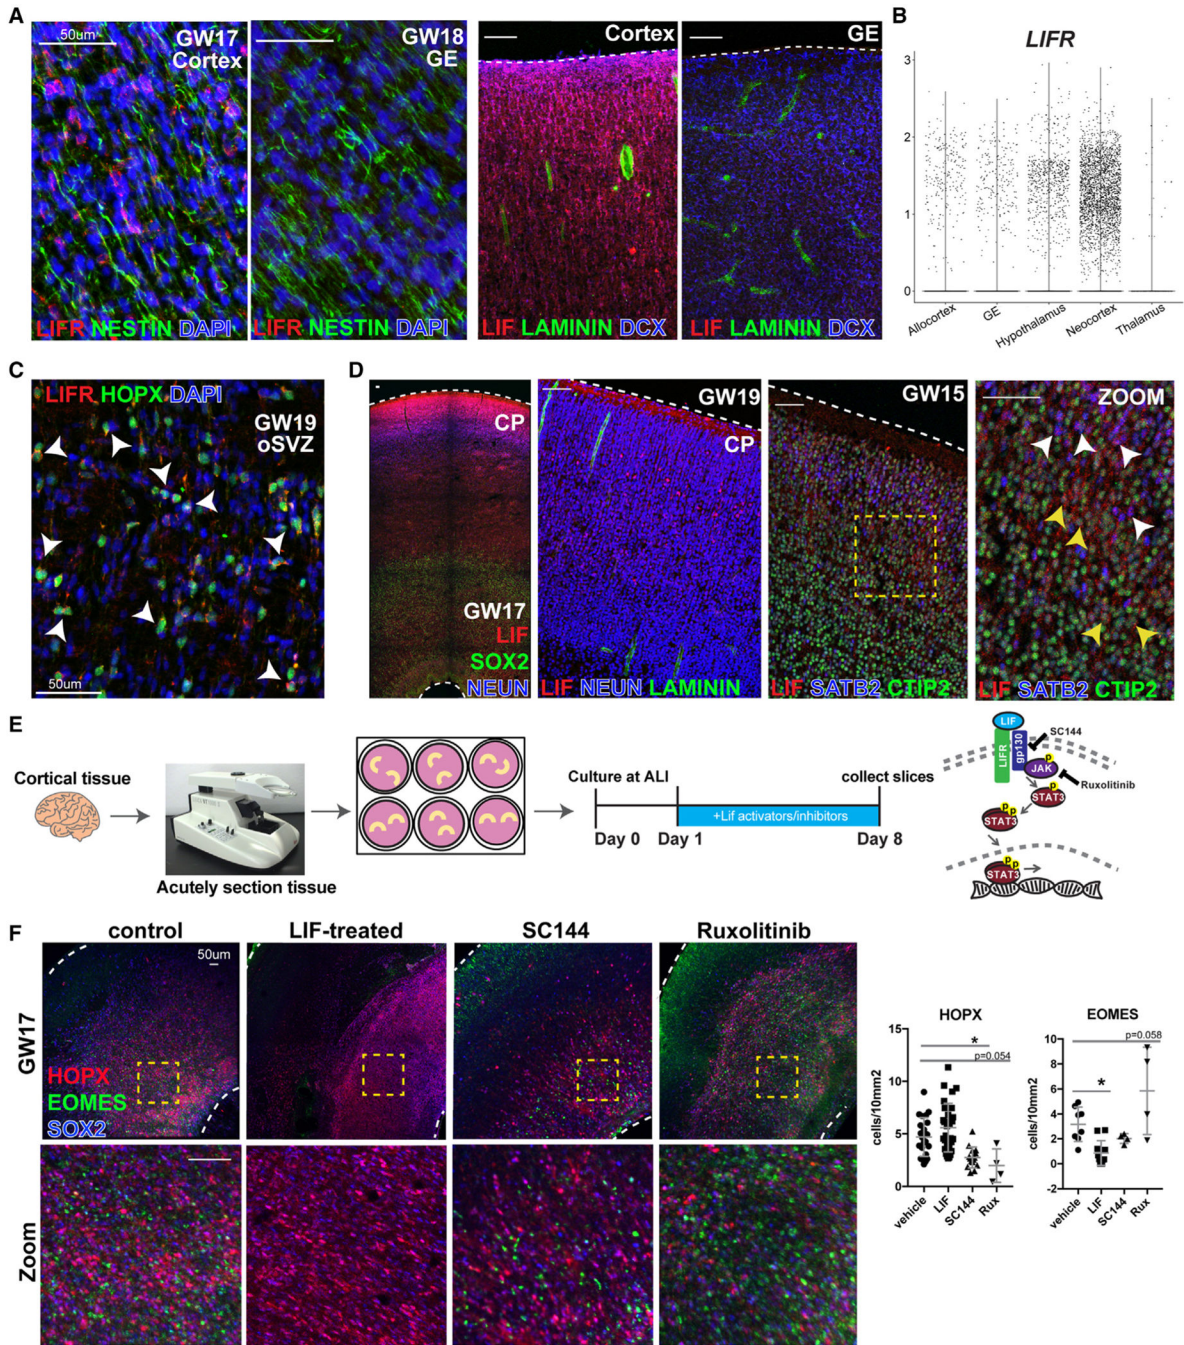 A
50um
GW17
Cortex
LIFR NESTIN DAPI
GW18
GE
LIFR NESTIN DAPI
Cortex
LIF LAMININ DCX
GE
LIF LAMININ DCX
B
LIFR
3
2
1
0
Allocortex
GE
Hypothalamus
Neocortex
Thalamus
C
LIFR HOPX DAPI
GW19
oSVZ
50um
D
CP
GW17
LIF
SOX2
NEUN
GW19
CP
LIF NEUN LAMININ
GW15
LIF SATB2 CTIP2
ZOOM
LIF SATB2 CTIP2
E
Cortical tissue
Acutely section tissue
Culture at ALI
collect slices
+Lif activators/inhibitors
Day 0 Day 1 Day 8
LIF
LIFR
gp130
SC144
p
p
JAK
Ruxolitinib
p
STAT3
p
p
STAT3
p
p
STAT3
F
control
LIF-treated
SC144
Ruxolitinib
50um
GW17
HOPX
EOMES
SOX2
Zoom
HOPX
*
p=0.054
15
10
5
0
cells/10mm2
vehicle
LIF
SC144
Rux
EOMES
p=0.058
*
10
8
6
4
2
0
-2
cells/10mm2
vehicle
LIF
SC144
Rux